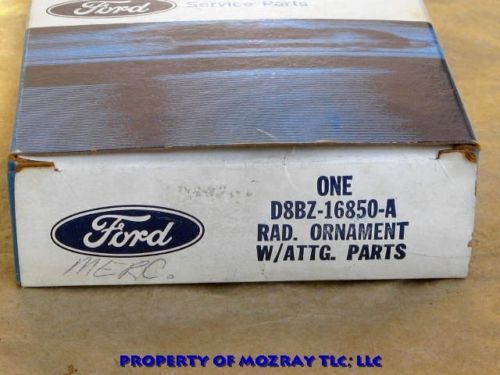 Ford
Service Parts
ONE
D8BZ-16850-A
RAD. ORNAMENT
W/ATTG. PARTS
Ford
MERC.
PROPERTY OF MOZRAY TLC; LLC